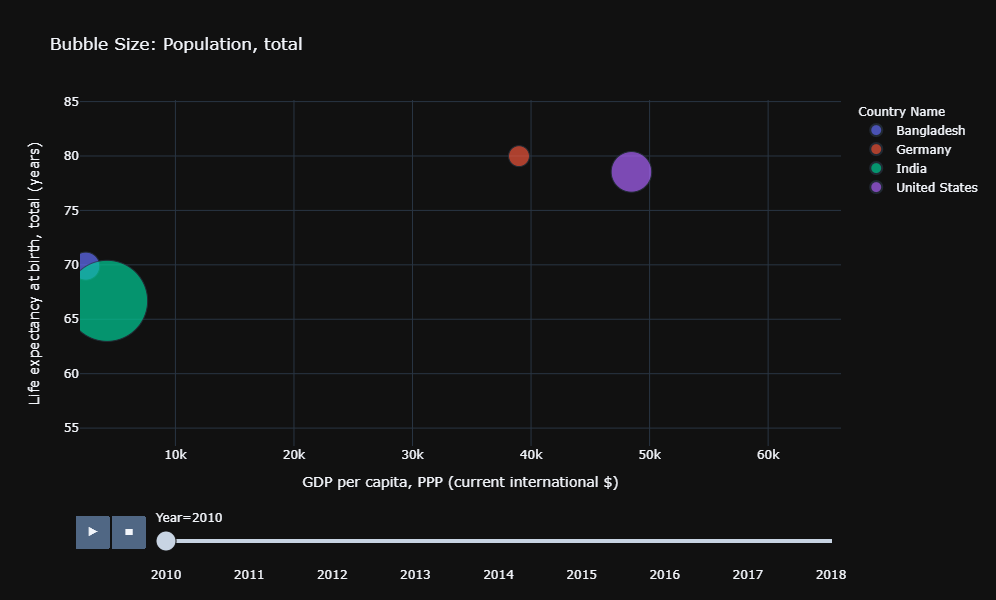 Bubble Size: Population, total
Life expectancy at birth, total (years)
85
80
75
70
65
60
55
10k 20k 30k 40k 50k 60k
GDP per capita, PPP (current international $)
Country Name
Bangladesh
Germany
India
United States
Year=2010
2010 2011 2012 2013 2014 2015 2016 2017 2018